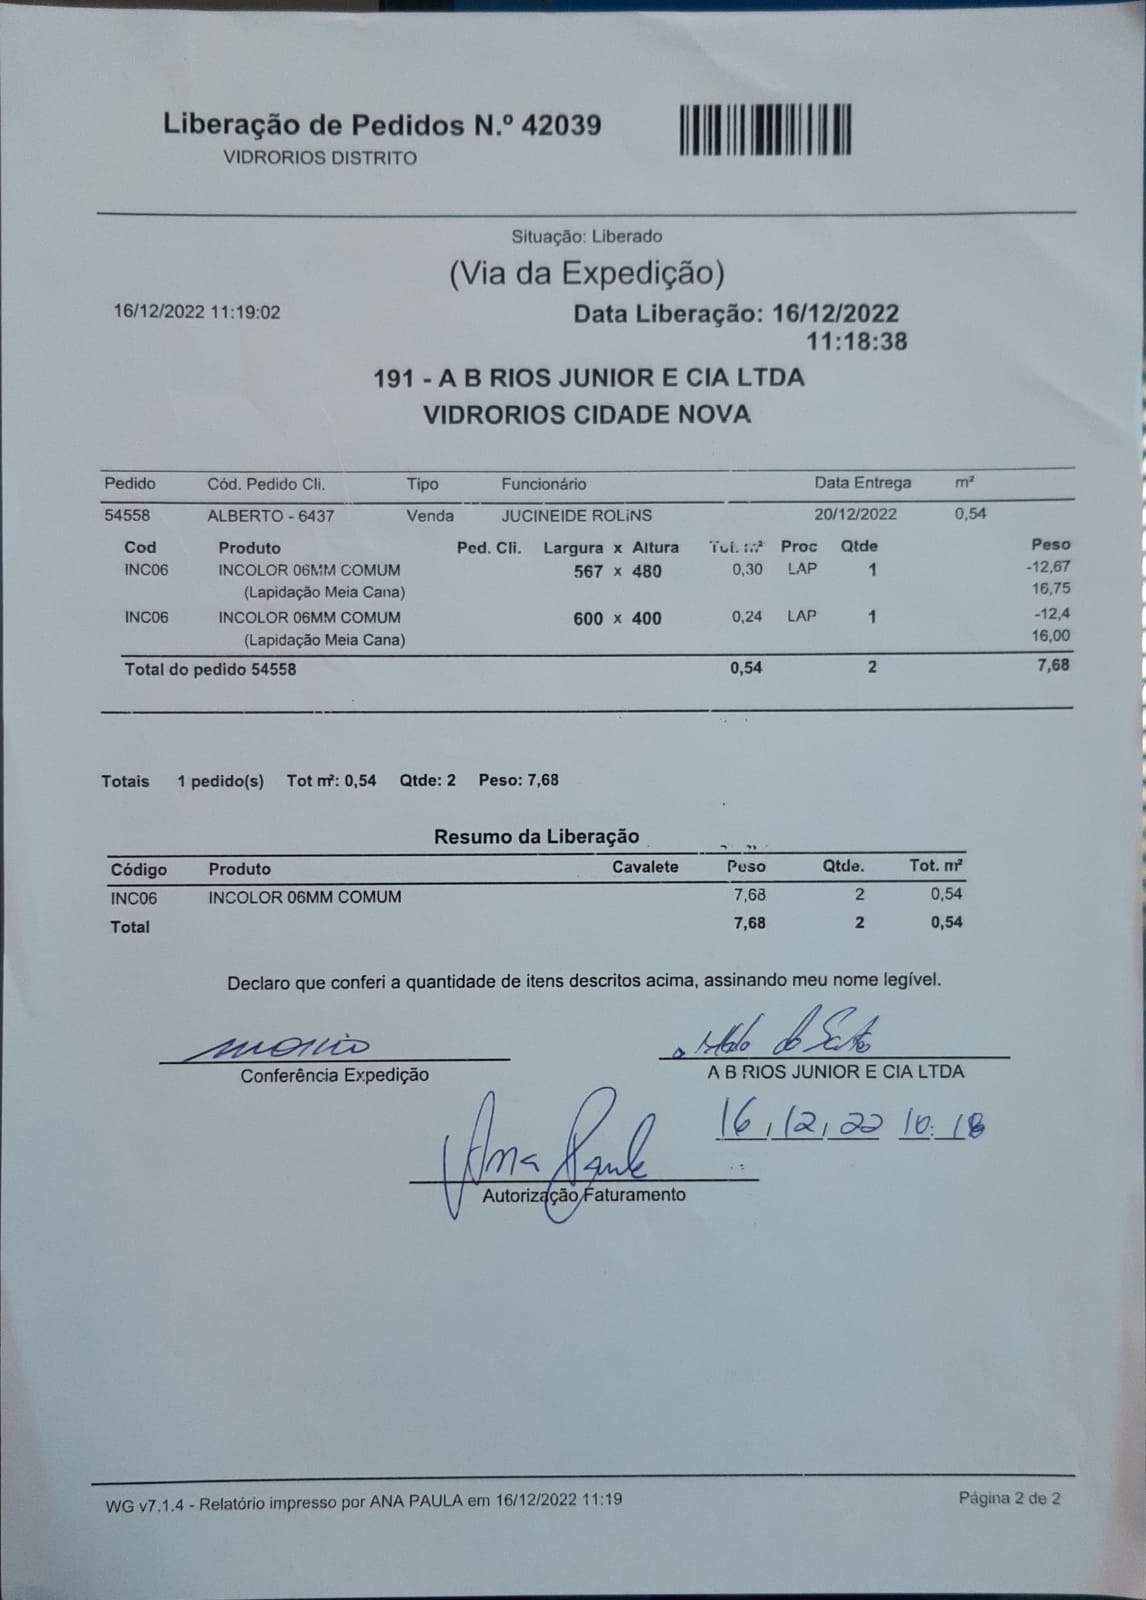 Liberação de Pedidos N.º 42039
VIDRORIOS DISTRITO
Situação: Liberado
(Via da Expedição)
16/12/2022 11:19:02 Data Liberação: 16/12/2022
11:18:38
191 - A B RIOS JUNIOR E CIA LTDA
VIDRORIOS CIDADE NOVA
Pedido Cód. Pedido Cli. Tipo Funcionário Data Entrega m²
54558 ALBERTO - 6437 Venda JUCINEIDE ROLiNS 20/12/2022 0,54
Cod Produto Ped. Cli. Largura x Altura Tot. m² Proc Qtde Peso
INC06 INCOLOR 06MM COMUM 567 x 480 0,30 LAP 1 -12,67
(Lapidação Meia Cana) 16,75
INC06 INCOLOR 06MM COMUM 600 x 400 0,24 LAP 1 -12,4
(Lapidação Meia Cana) 16,00
Total do pedido 54558 0,54 2 7,68
Totais 1 pedido(s) Tot m²: 0,54 Qtde: 2 Peso: 7,68
Resumo da Liberação
Código Produto Cavalete Peso Qtde. Tot. m²
INC06 INCOLOR 06MM COMUM 7,68 2 0,54
Total 7,68 2 0,54
Declaro que conferi a quantidade de itens descritos acima, assinando meu nome legível.
Conferência Expedição
A B RIOS JUNIOR E CIA LTDA
16,12,22 10:18
Ana Paula
Autorização Faturamento
WG v7.1.4 - Relatório impresso por ANA PAULA em 16/12/2022 11:19 Página 2 de 2